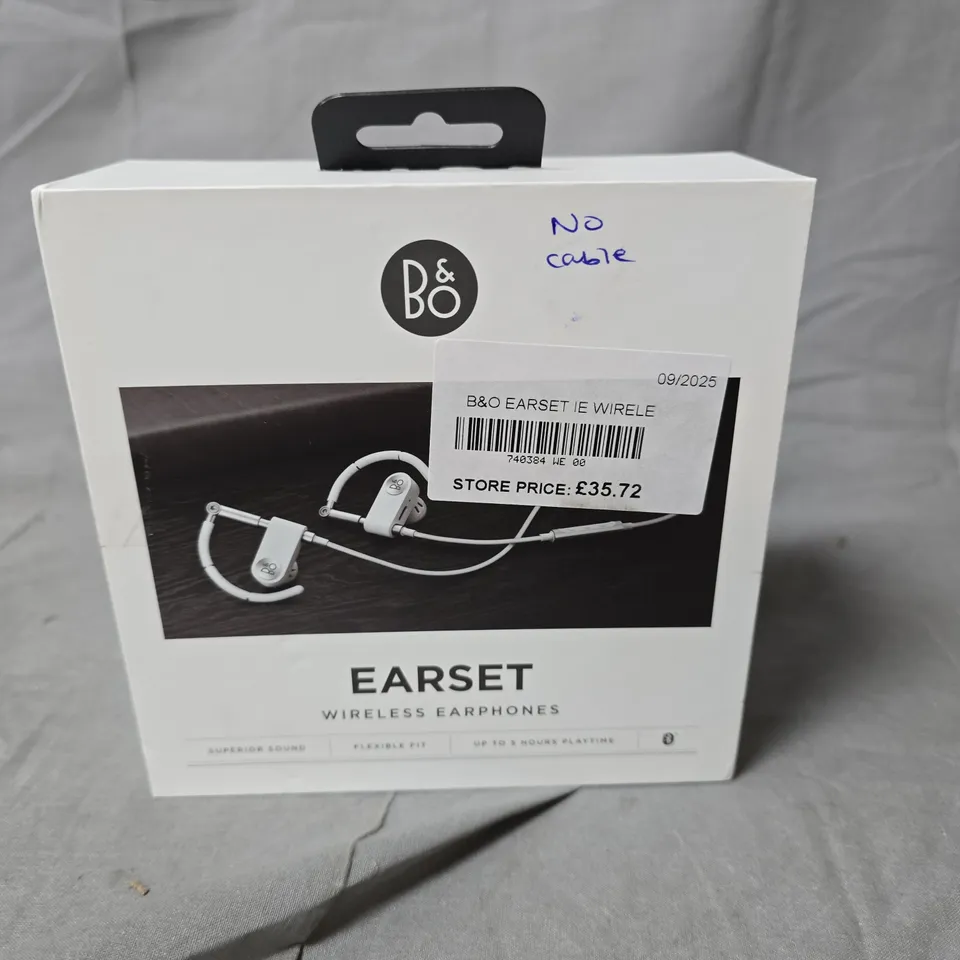 No
cable
B&O
09/2025
B&O EARSET IE WIRELE
740384 WE 00
STORE PRICE: £35.72
B&O
B&O
EARSET
WIRELESS EARPHONES
SUPERIOR SOUND FLEXIBLE FIT UP TO 5 HOURS PLAYTIME